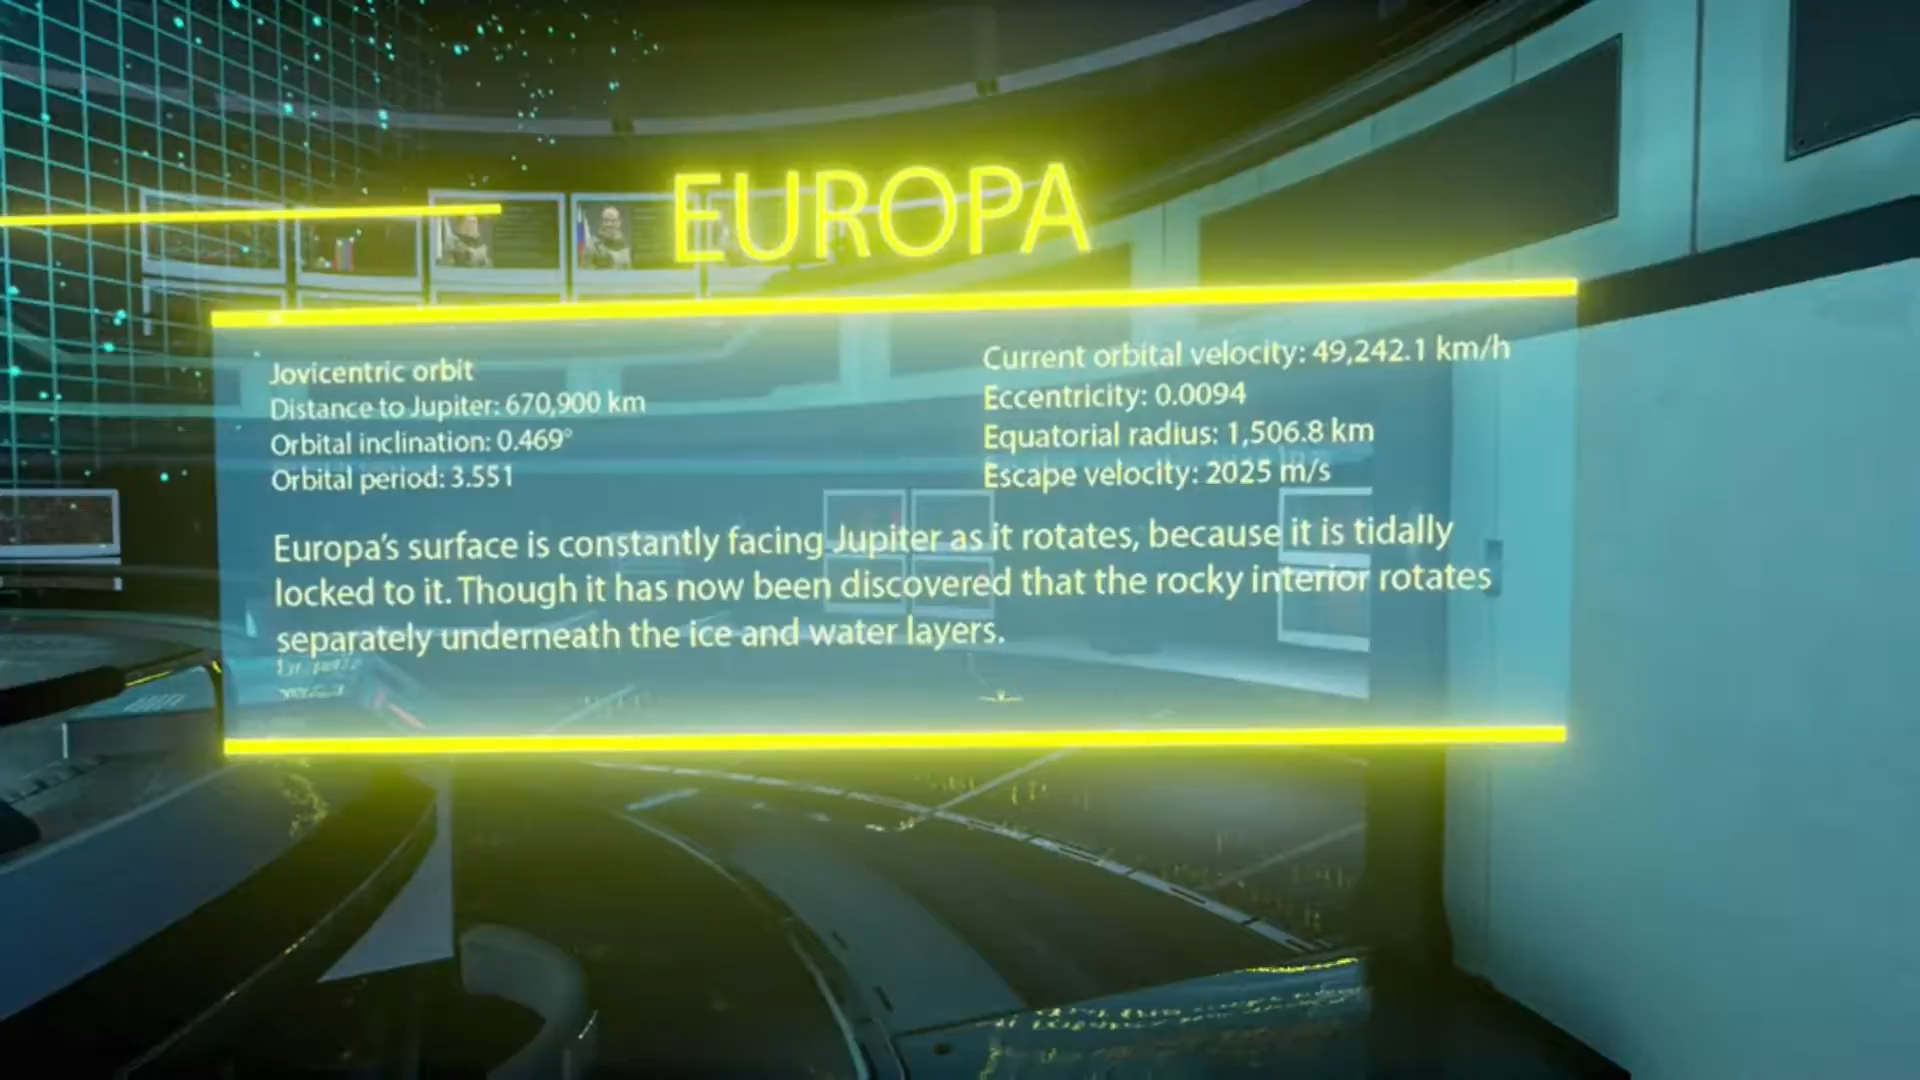 EUROPA
Jovicentric orbit
Distance to Jupiter: 670,900 km
Orbital inclination: 0.469°
Orbital period: 3.551
Current orbital velocity: 49,242.1 km/h
Eccentricity: 0.0094
Equatorial radius: 1,506.8 km
Escape velocity: 2025 m/s
Europa's surface is constantly facing Jupiter as it rotates, because it is tidally
locked to it. Though it has now been discovered that the rocky interior rotates
separately underneath the ice and water layers.